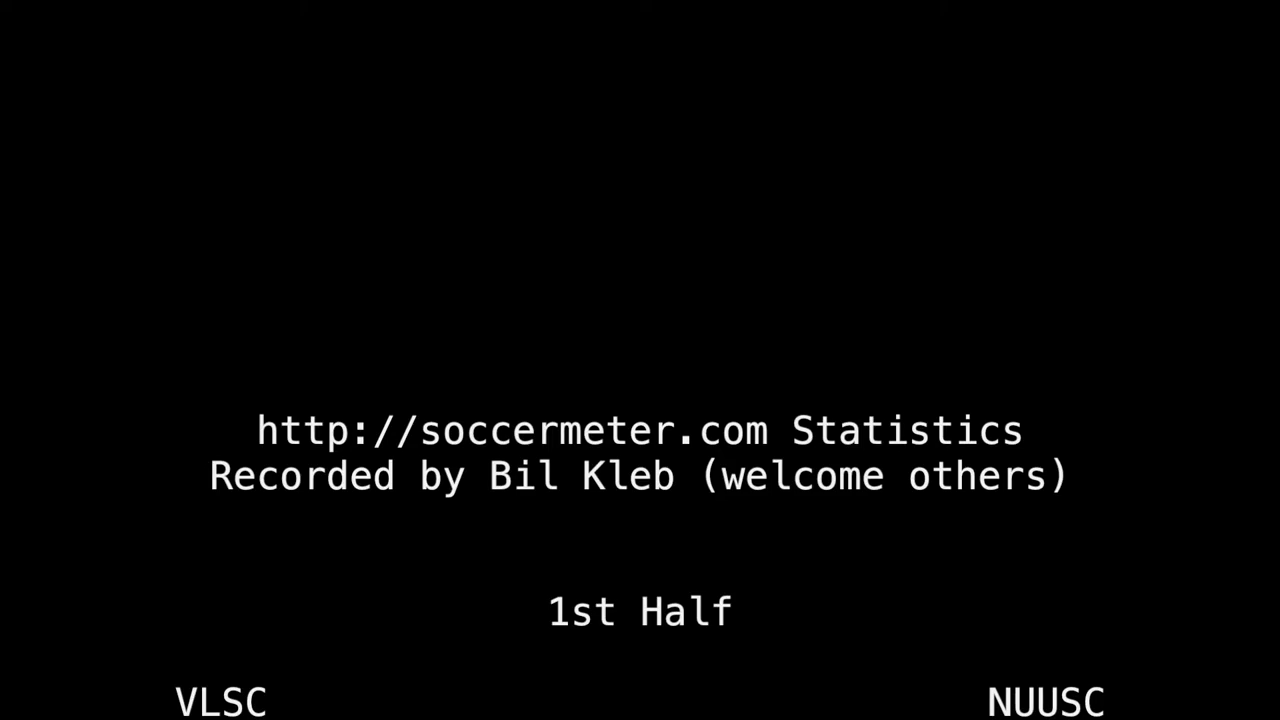 http://soccermeter.com Statistics
Recorded by Bil Kleb (welcome others)
1st Half
VLSC NUUSC